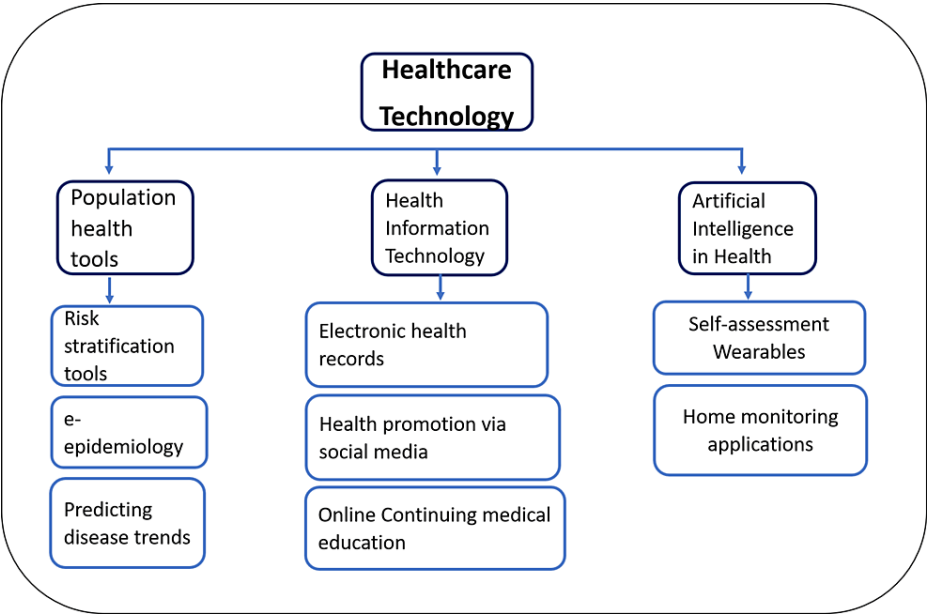 Healthcare
Technology
Population
health
tools
Health
Information
Technology
Artificial
Intelligence
in Health
Risk
stratification
tools
e-
epidemiology
Predicting
disease trends
Electronic health
records
Health promotion via
social media
Online Continuing medical
education
Self-assessment
Wearables
Home monitoring
applications